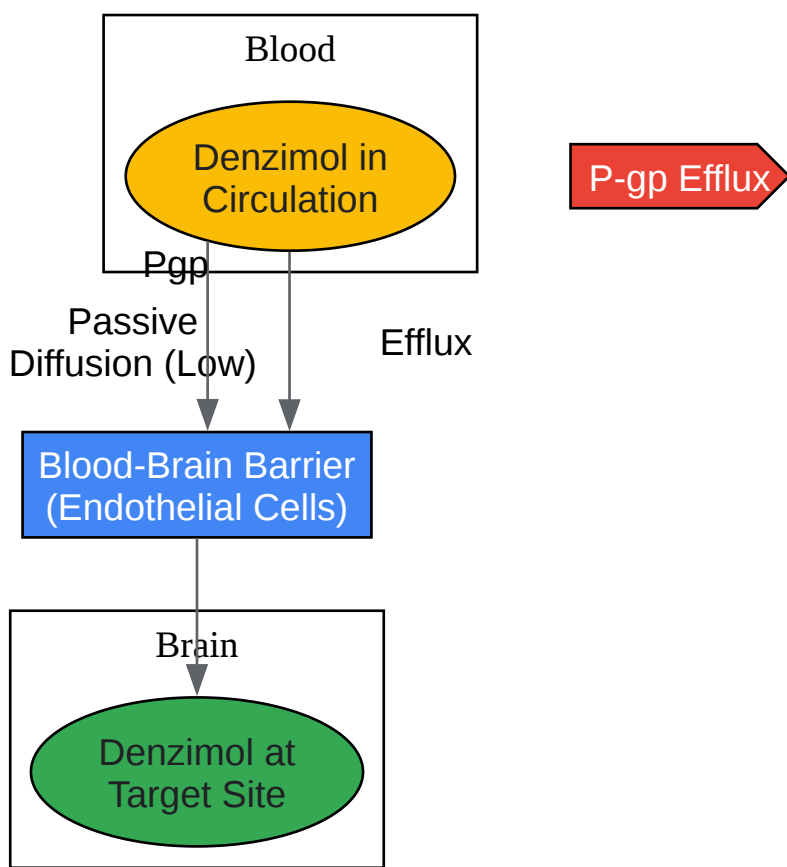 Blood
Denzimol in
Circulation
P-gp Efflux
Pgp
Passive
Diffusion (Low)
Efflux
Blood-Brain Barrier
(Endothelial Cells)
Brain
Denzimol at
Target Site